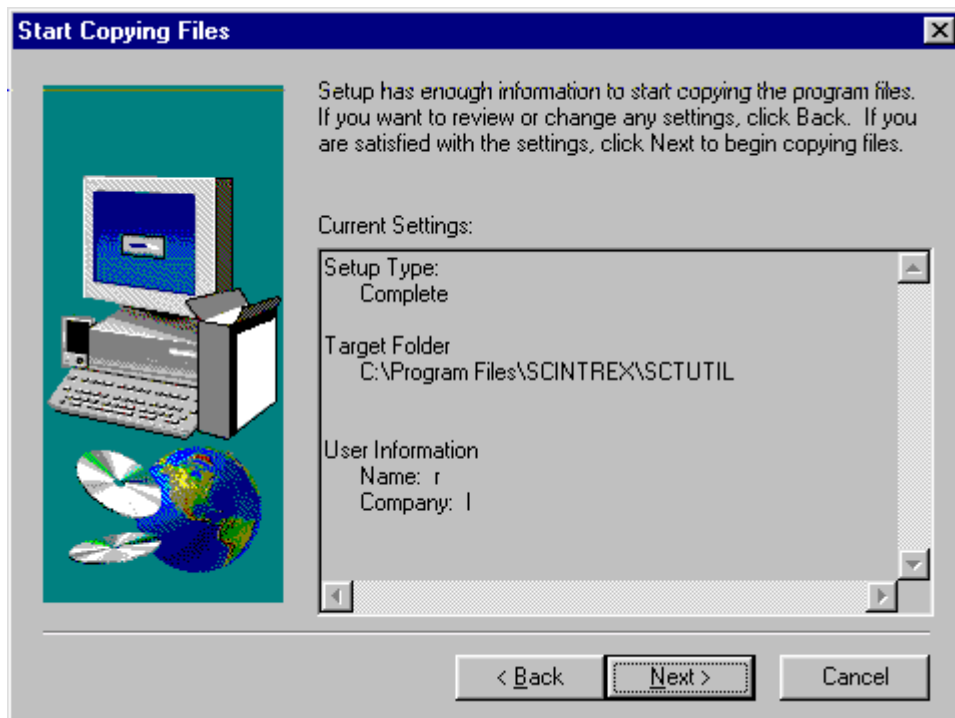 Start Copying Files
Setup has enough information to start copying the program files.
If you want to review or change any settings, click Back.  If you
are satisfied with the settings, click Next to begin copying files.
Current Settings:
Setup Type:
Complete
Target Folder
C:\Program Files\SCINTREX\SCTUTIL
User Information
Name:  r
Company:  l
< Back
Next >
Cancel